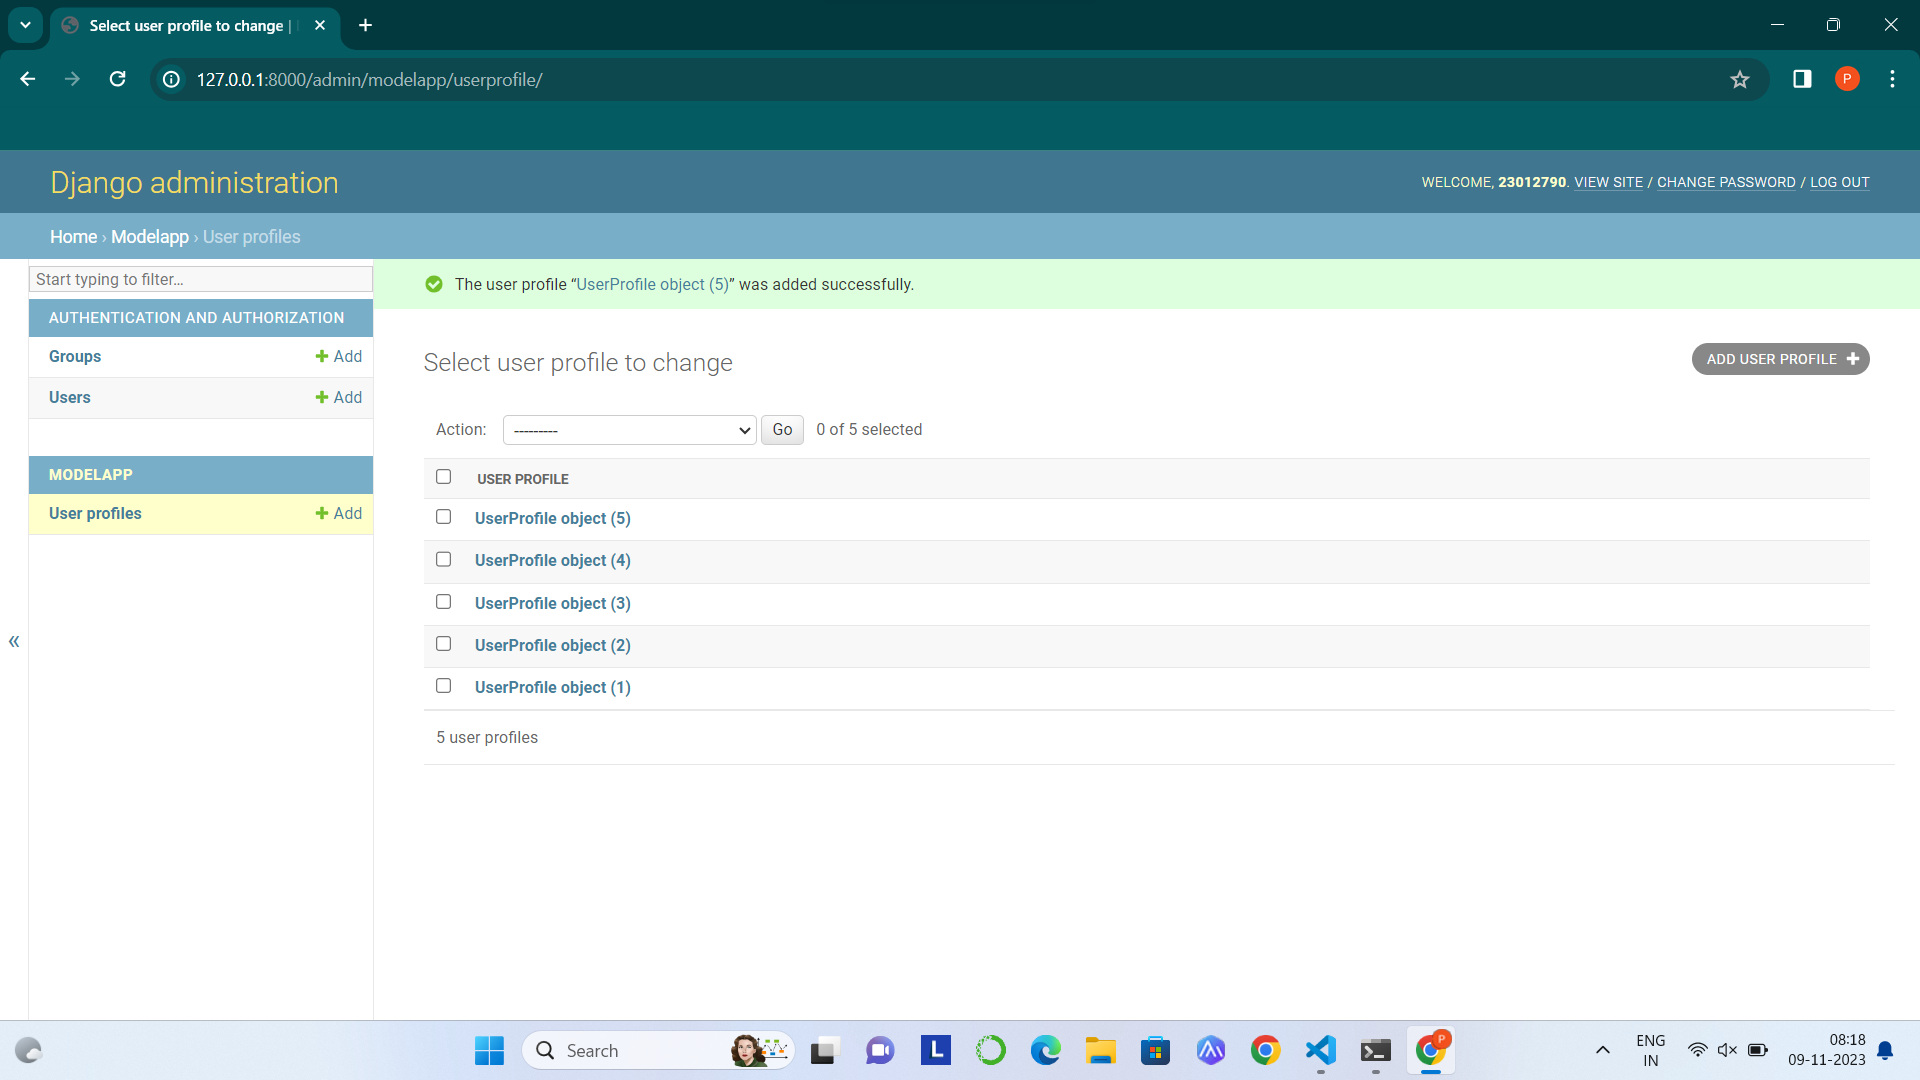 Select user profile to change |
127.0.0.1:8000/admin/modelapp/userprofile/
P
Django administration
WELCOME, 23012790. VIEW SITE / CHANGE PASSWORD / LOG OUT
Home › Modelapp › User profiles
Start typing to filter...
The user profile “UserProfile object (5)” was added successfully.
AUTHENTICATION AND AUTHORIZATION
Groups + Add
Users + Add
MODELAPP
User profiles + Add
«
Select user profile to change
ADD USER PROFILE +
Action: --------- Go 0 of 5 selected
USER PROFILE
UserProfile object (5)
UserProfile object (4)
UserProfile object (3)
UserProfile object (2)
UserProfile object (1)
5 user profiles
Search
L
P
ENG
IN
08:18
09-11-2023